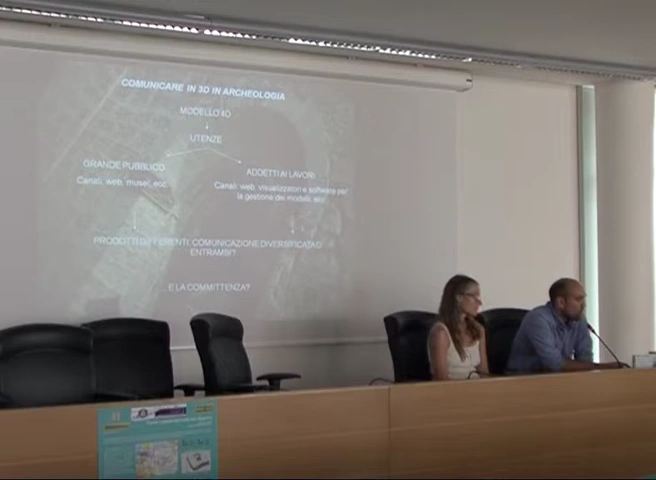 COMUNICARE IN 3D IN ARCHEOLOGIA
MODELLO 4D
UTENZE
GRANDE PUBBLICO
ADDETTI AI LAVORI
Canali: web, musei, ecc.
Canali: web, visualizzatori e software per
la gestione dei modelli, ecc.
PRODOTTI DIFFERENTI, COMUNICAZIONE DIVERSIFICATA O
ENTRAMBI?
E LA COMMITTENZA?